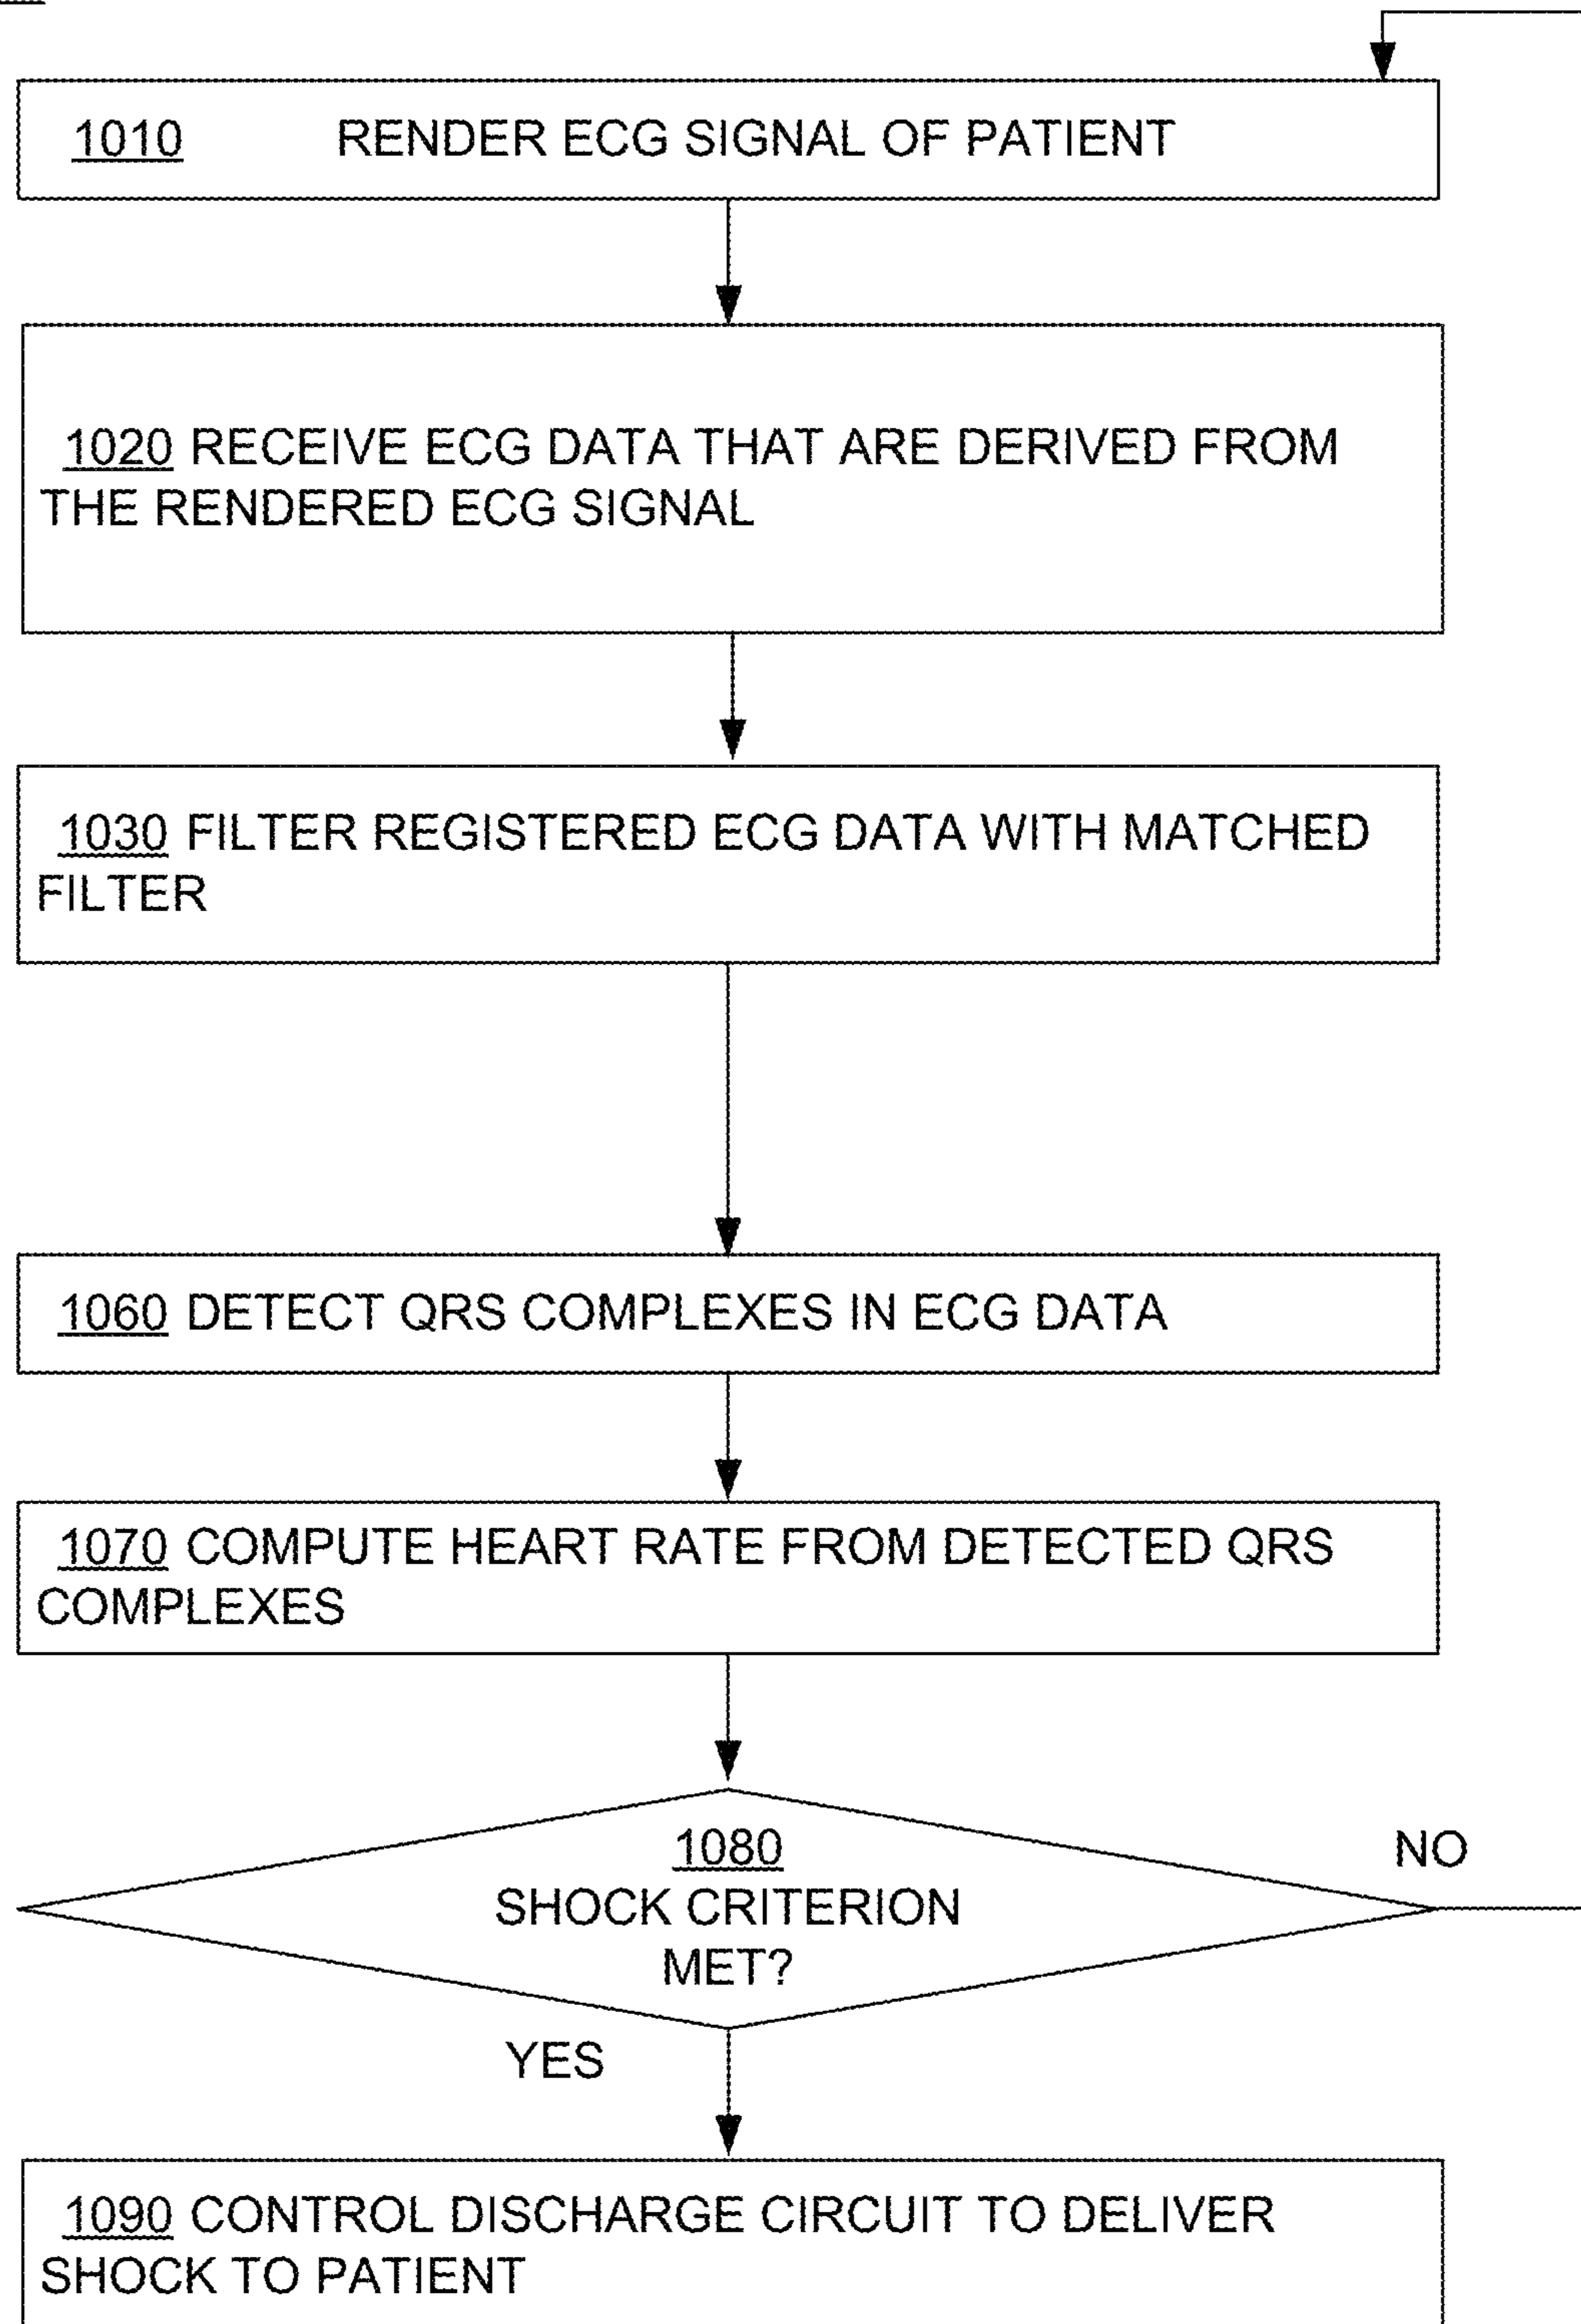 1010 RENDER ECG SIGNAL OF PATIENT
1020 RECEIVE ECG DATA THAT ARE DERIVED FROM
THE RENDERED ECG SIGNAL
1030 FILTER REGISTERED ECG DATA WITH MATCHED
FILTER
1060 DETECT QRS COMPLEXES IN ECG DATA
1070 COMPUTE HEART RATE FROM DETECTED QRS
COMPLEXES
1080
SHOCK CRITERION
MET?
NO
YES
1090 CONTROL DISCHARGE CIRCUIT TO DELIVER
SHOCK TO PATIENT